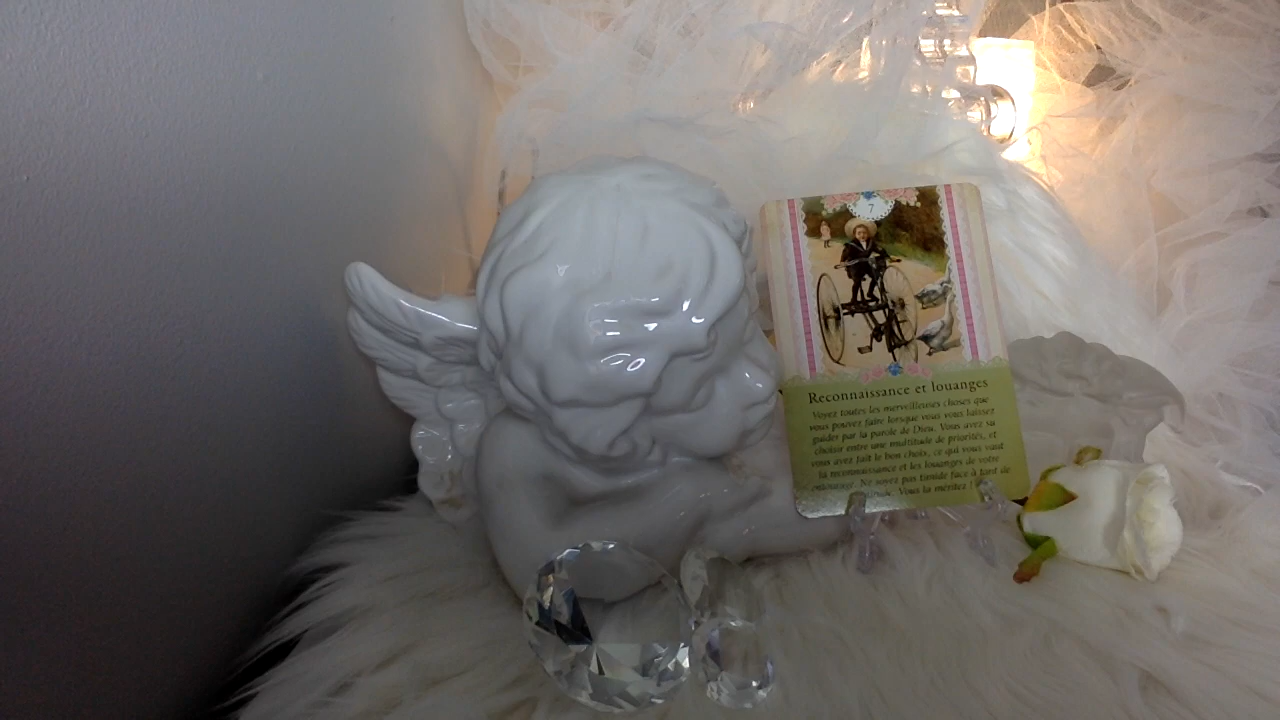 7
Reconnaissance et louanges
Voyez toutes les merveilleuses choses que
vous pouvez faire lorsque vous vous laissez
guider par la parole de Dieu. Vous avez su
choisir entre une multitude de priorités, et
vous avez fait le bon choix, ce qui vous vaut
la reconnaissance et les louanges de votre
entourage. Ne soyez pas timide face à tant de
Vous la méritez !